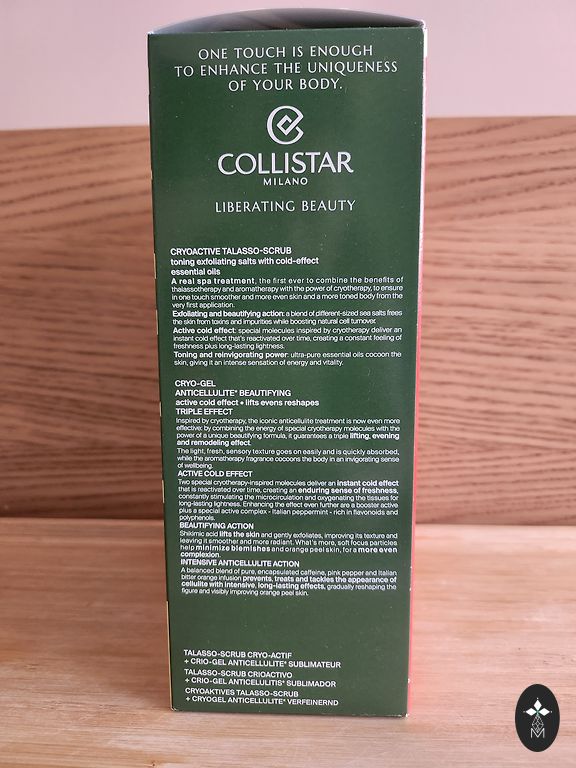 ONE TOUCH IS ENOUGH
TO ENHANCE THE UNIQUENESS
OF YOUR BODY.
COLLISTAR
MILANO
LIBERATING BEAUTY
CRYOACTIVE TALASSO-SCRUB
toning exfoliating salts with cold-effect
essential oils
A real spa treatment, the first ever to combine the benefits of
thalassotherapy and aromatherapy with the power of cryotherapy, to ensure
in one touch smoother and more even skin and a more toned body from the
very first application.
Exfoliating and beautifying action: a blend of different-sized sea salts frees
the skin from toxins and impurities while boosting natural cell turnover.
Active cold effect: special molecules inspired by cryotherapy deliver an
instant cold effect that's reactivated over time, creating a constant feeling of
freshness plus long-lasting lightness.
Toning and reinvigorating power: ultra-pure essential oils cocoon the
skin, giving it an intense sensation of energy and vitality.
CRYO-GEL
ANTICELLULITE* BEAUTIFYING
active cold effect • lifts evens reshapes
TRIPLE EFFECT
Inspired by cryotherapy, the iconic anticellulite treatment is now even more
effective: by combining the energy of special cryotherapy molecules with the
power of a unique beautifying formula, it guarantees a triple lifting, evening
and remodeling effect.
The light, fresh, sensory texture goes on easily and is quickly absorbed,
while the aromatherapy fragrance cocoons the body in an invigorating sense
of wellbeing.
ACTIVE COLD EFFECT
Two special cryotherapy-inspired molecules deliver an instant cold effect
that is reactivated over time, creating an enduring sense of freshness,
constantly stimulating the microcirculation and oxygenating the tissues for
long-lasting lightness. Enhancing the effect even further are a booster active
plus a special active complex - Italian peppermint - rich in flavonoids and
polyphenols.
BEAUTIFYING ACTION
Shikimic acid lifts the skin and gently exfoliates, improving its texture and
leaving it smoother and more radiant. What's more, soft focus particles
help minimize blemishes and orange peel skin, for a more even
complexion.
INTENSIVE ANTICELLULITE ACTION
A balanced blend of pure, encapsulated caffeine, pink pepper and Italian
bitter orange infusion prevents, treats and tackles the appearance of
cellulite with intensive, long-lasting effects, gradually reshaping the
figure and visibly improving orange peel skin.
TALASSO-SCRUB CRYO-ACTIF
+ CRIO-GEL ANTICELLULITE* SUBLIMATEUR
TALASSO-SCRUB CRIOACTIVO
+ CRIO-GEL ANTICELULITIS* SUBLIMADOR
CRYOAKTIVES TALASSO-SCRUB
+ CRYOGEL ANTICELLULITE* VERFEINERND
M